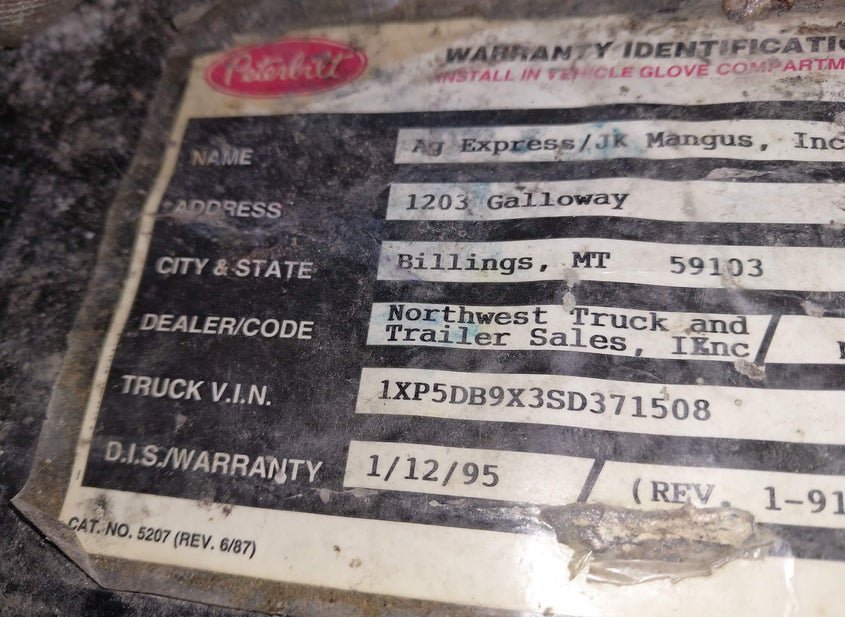 Peterbilt
WARRANTY IDENTIFICATI
INSTALL IN VEHICLE GLOVE COMPARTM
NAME Ag Express/Jk Mangus, Inc
ADDRESS 1203 Galloway
CITY & STATE Billings, MT 59103
DEALER/CODE Northwest Truck and
Trailer Sales, IXnc /
TRUCK V.I.N. 1XP5DB9X3SD371508
D.I.S./WARRANTY 1/12/95 / (REV. 1-91
CAT. NO. 5207 (REV. 6/87)